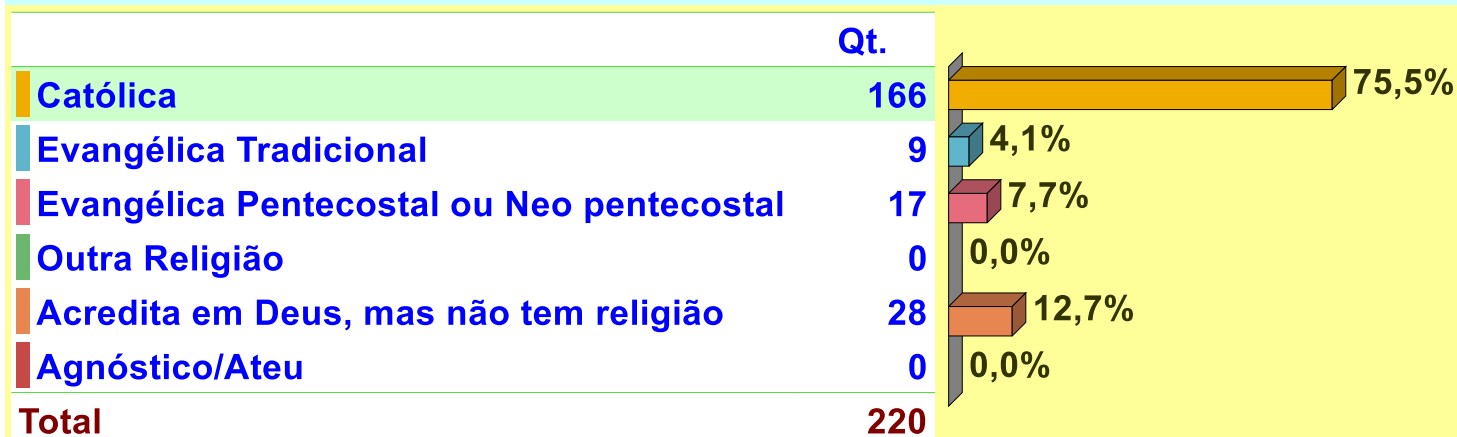 Qt.
Católica 166 75,5%
Evangélica Tradicional 9 4,1%
Evangélica Pentecostal ou Neo pentecostal 17 7,7%
Outra Religião 0 0,0%
Acredita em Deus, mas não tem religião 28 12,7%
Agnóstico/Ateu 0 0,0%
Total 220